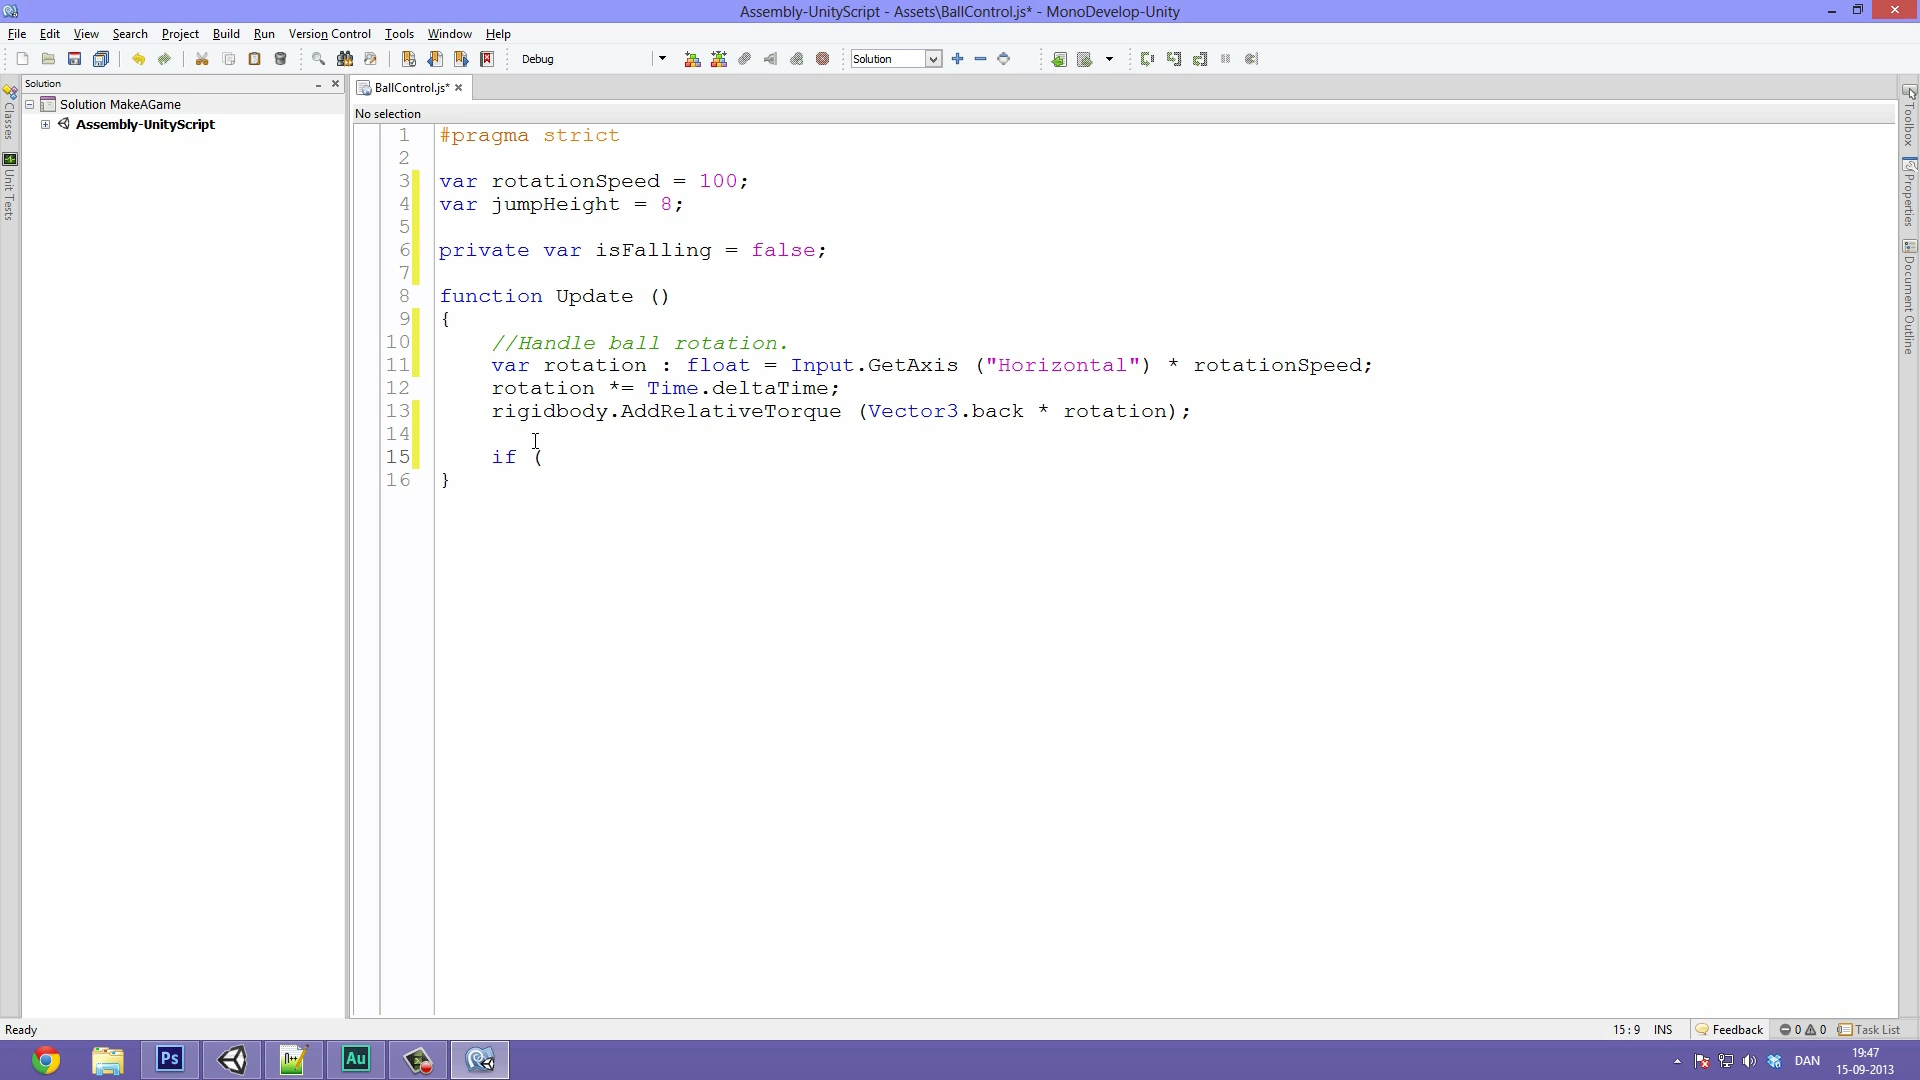 Assembly-UnityScript - Assets\BallControl.js* - MonoDevelop-Unity
File Edit View Search Project Build Run Version Control Tools Window Help
Debug
Solution
Solution
BallControl.js*
Solution MakeAGame
Assembly-UnityScript
No selection
Classes
Unit Tests
Toolbox
Properties
Document Outline
1 #pragma strict
2
3 var rotationSpeed = 100;
4 var jumpHeight = 8;
5
6 private var isFalling = false;
7
8 function Update ()
9 {
10 //Handle ball rotation.
11 var rotation : float = Input.GetAxis ("Horizontal") * rotationSpeed;
12 rotation *= Time.deltaTime;
13 rigidbody.AddRelativeTorque (Vector3.back * rotation);
14
15 if (
16 }
Ready
15 : 9 INS
Feedback
0 0
Task List
Ps
Au
DAN
19:47
15-09-2013